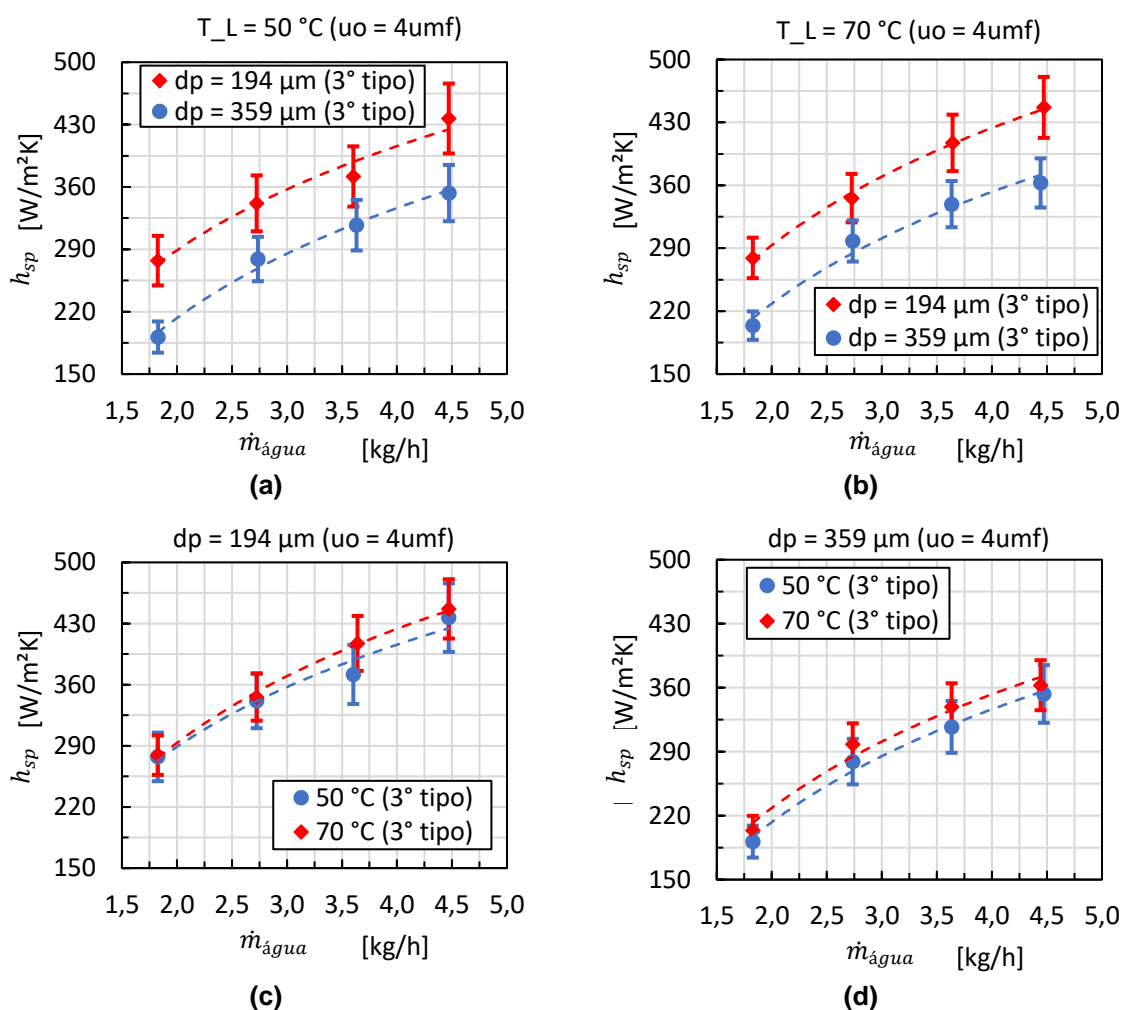 T_L = 50 °C (uo = 4umf)
500
430
360
290
220
150
h_sp [W/m²K]
dp = 194 µm (3° tipo)
dp = 359 µm (3° tipo)
1,5 2,0 2,5 3,0 3,5 4,0 4,5 5,0
ṁ_água [kg/h]
(a)
T_L = 70 °C (uo = 4umf)
500
430
360
290
220
150
h_sp [W/m²K]
dp = 194 µm (3° tipo)
dp = 359 µm (3° tipo)
1,5 2,0 2,5 3,0 3,5 4,0 4,5 5,0
ṁ_água [kg/h]
(b)
dp = 194 µm (uo = 4umf)
500
430
360
290
220
150
h_sp [W/m²K]
50 °C (3° tipo)
70 °C (3° tipo)
1,5 2,0 2,5 3,0 3,5 4,0 4,5 5,0
ṁ_água [kg/h]
(c)
dp = 359 µm (uo = 4umf)
500
430
360
290
220
150
h_sp [W/m²K]
50 °C (3° tipo)
70 °C (3° tipo)
1,5 2,0 2,5 3,0 3,5 4,0 4,5 5,0
ṁ_água [kg/h]
(d)